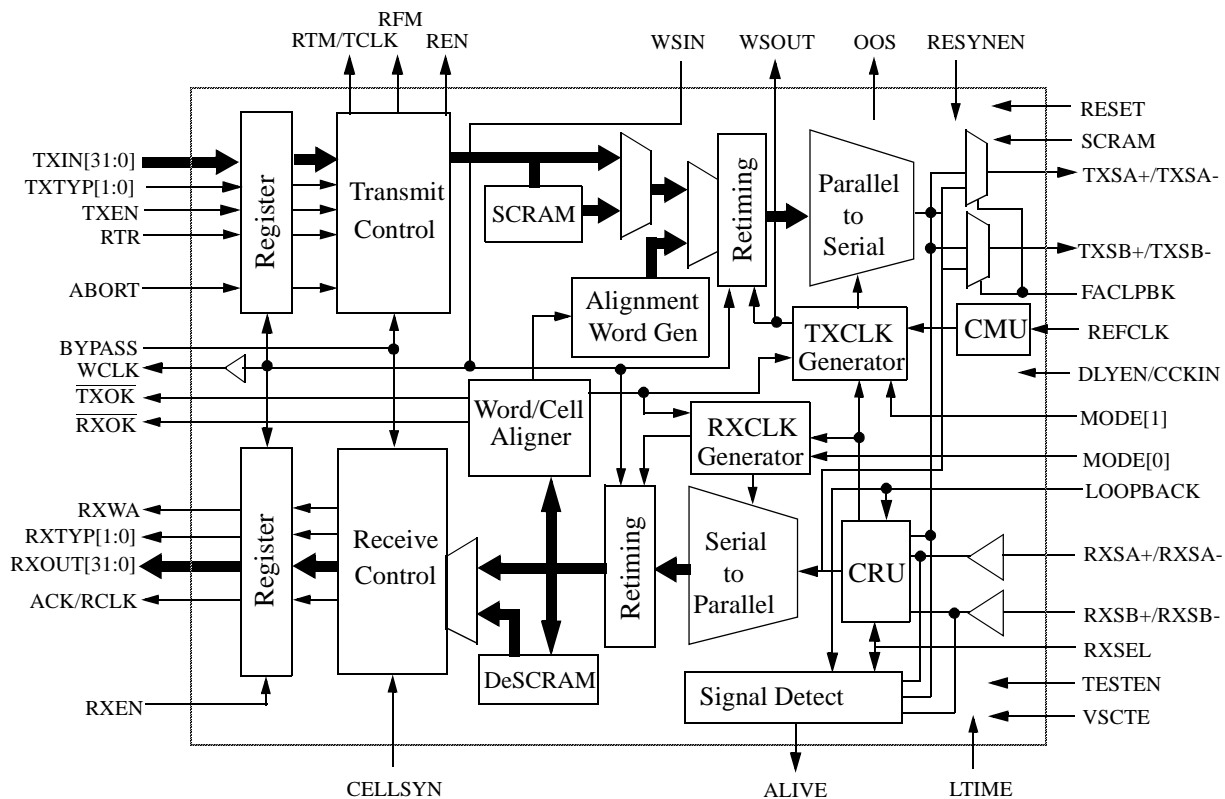 RFM
RTM/TCLK
REN
WSIN
WSOUT
OOS
RESYNEN
RESET
SCRAM
TXIN[31:0]
TXTYP[1:0]
TXEN
RTR
ABORT
BYPASS
WCLK
TXOK
RXOK
RXWA
RXTYP[1:0]
RXOUT[31:0]
ACK/RCLK
RXEN
Register
Transmit
Control
SCRAM
Alignment
Word Gen
Retiming
Parallel
to
Serial
TXCLK
Generator
CMU
TXSA+/TXSA-
TXSB+/TXSB-
FACLPBK
REFCLK
DLYEN/CCKIN
MODE[1]
MODE[0]
LOOPBACK
RXSA+/RXSA-
RXSB+/RXSB-
RXSEL
TESTEN
VSCTE
Word/Cell
Aligner
RXCLK
Generator
Register
Receive
Control
DeSCRAM
Retiming
Serial
to
Parallel
CRU
Signal Detect
CELLSYN
ALIVE
LTIME